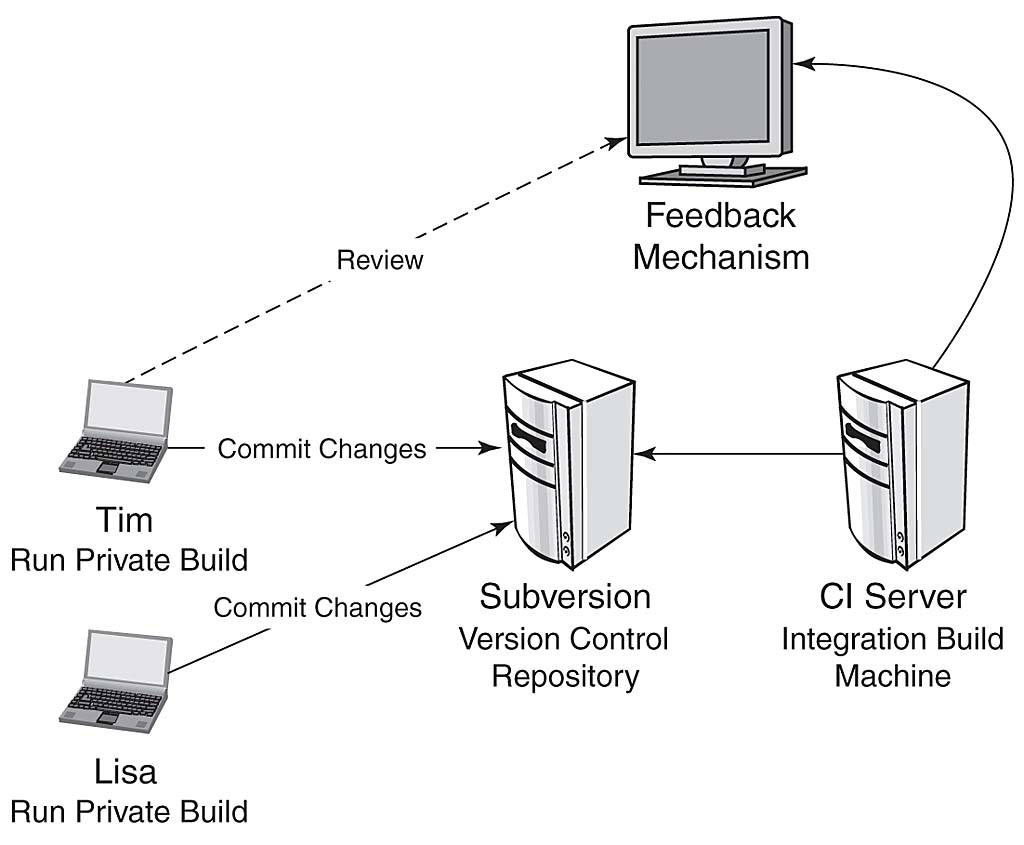 Feedback
Mechanism
Review
Commit Changes
Tim
Run Private Build
Commit Changes
Subversion
Version Control
Repository
CI Server
Integration Build
Machine
Lisa
Run Private Build